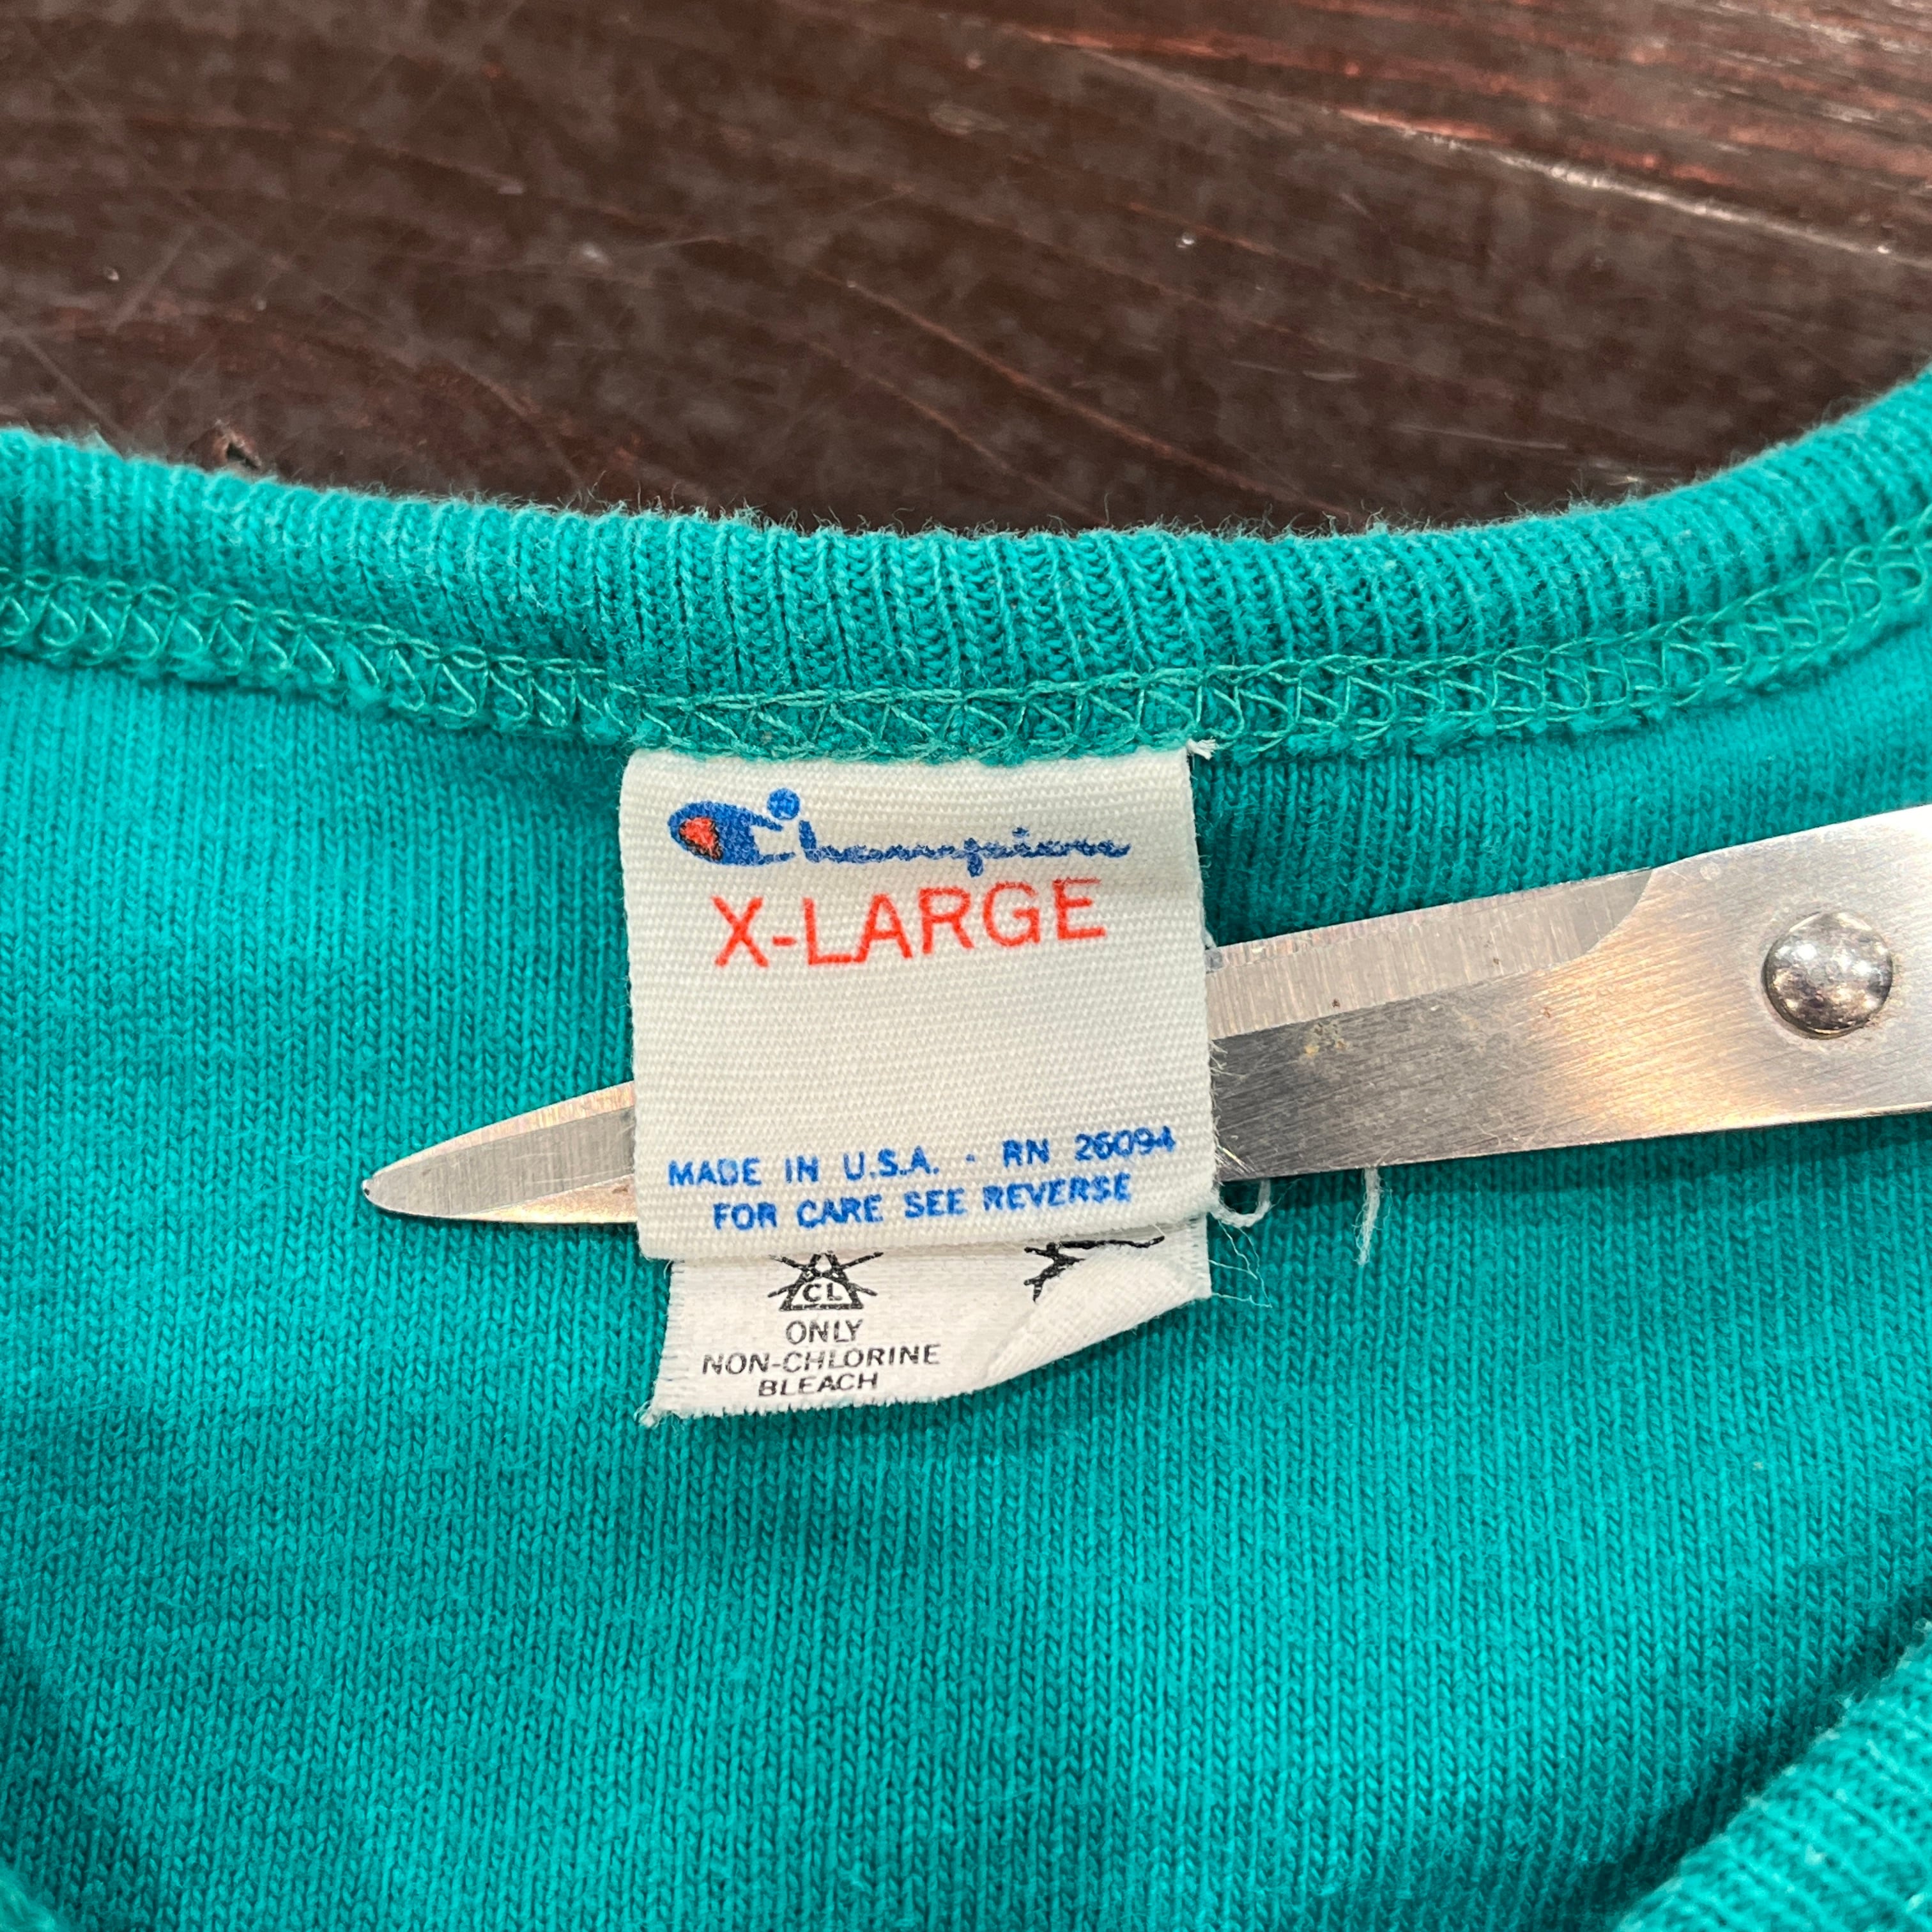 Champion
X-LARGE
MADE IN U.S.A. - RN 26094
FOR CARE SEE REVERSE
CL
ONLY
NON-CHLORINE
BLEACH